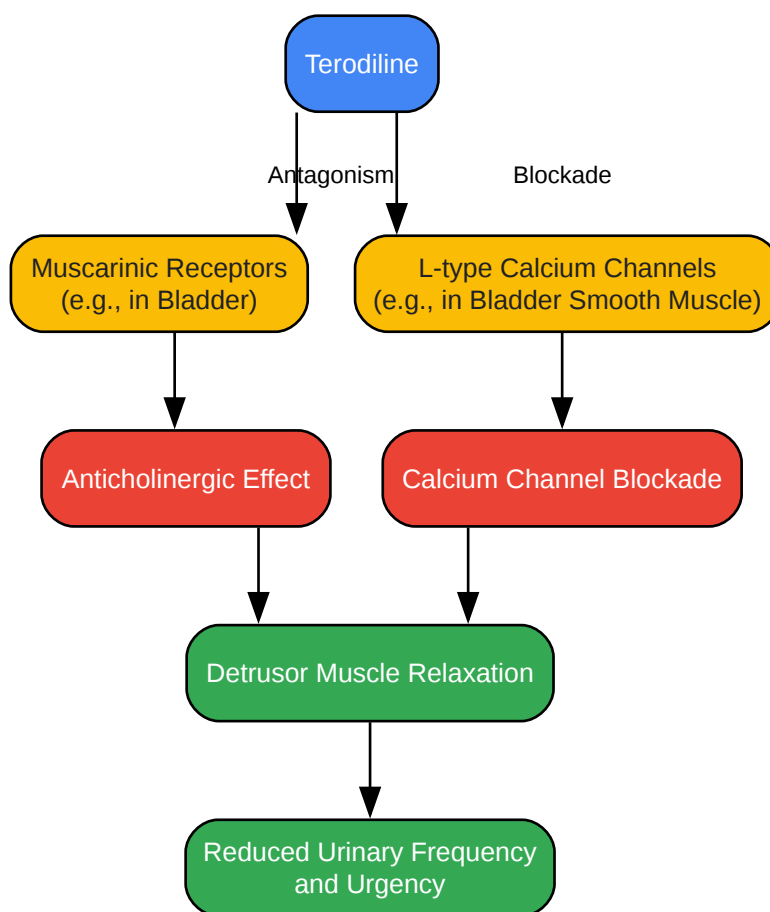 Terodiline
Antagonism
Blockade
Muscarinic Receptors
(e.g., in Bladder)
L-type Calcium Channels
(e.g., in Bladder Smooth Muscle)
Anticholinergic Effect
Calcium Channel Blockade
Detrusor Muscle Relaxation
Reduced Urinary Frequency
and Urgency